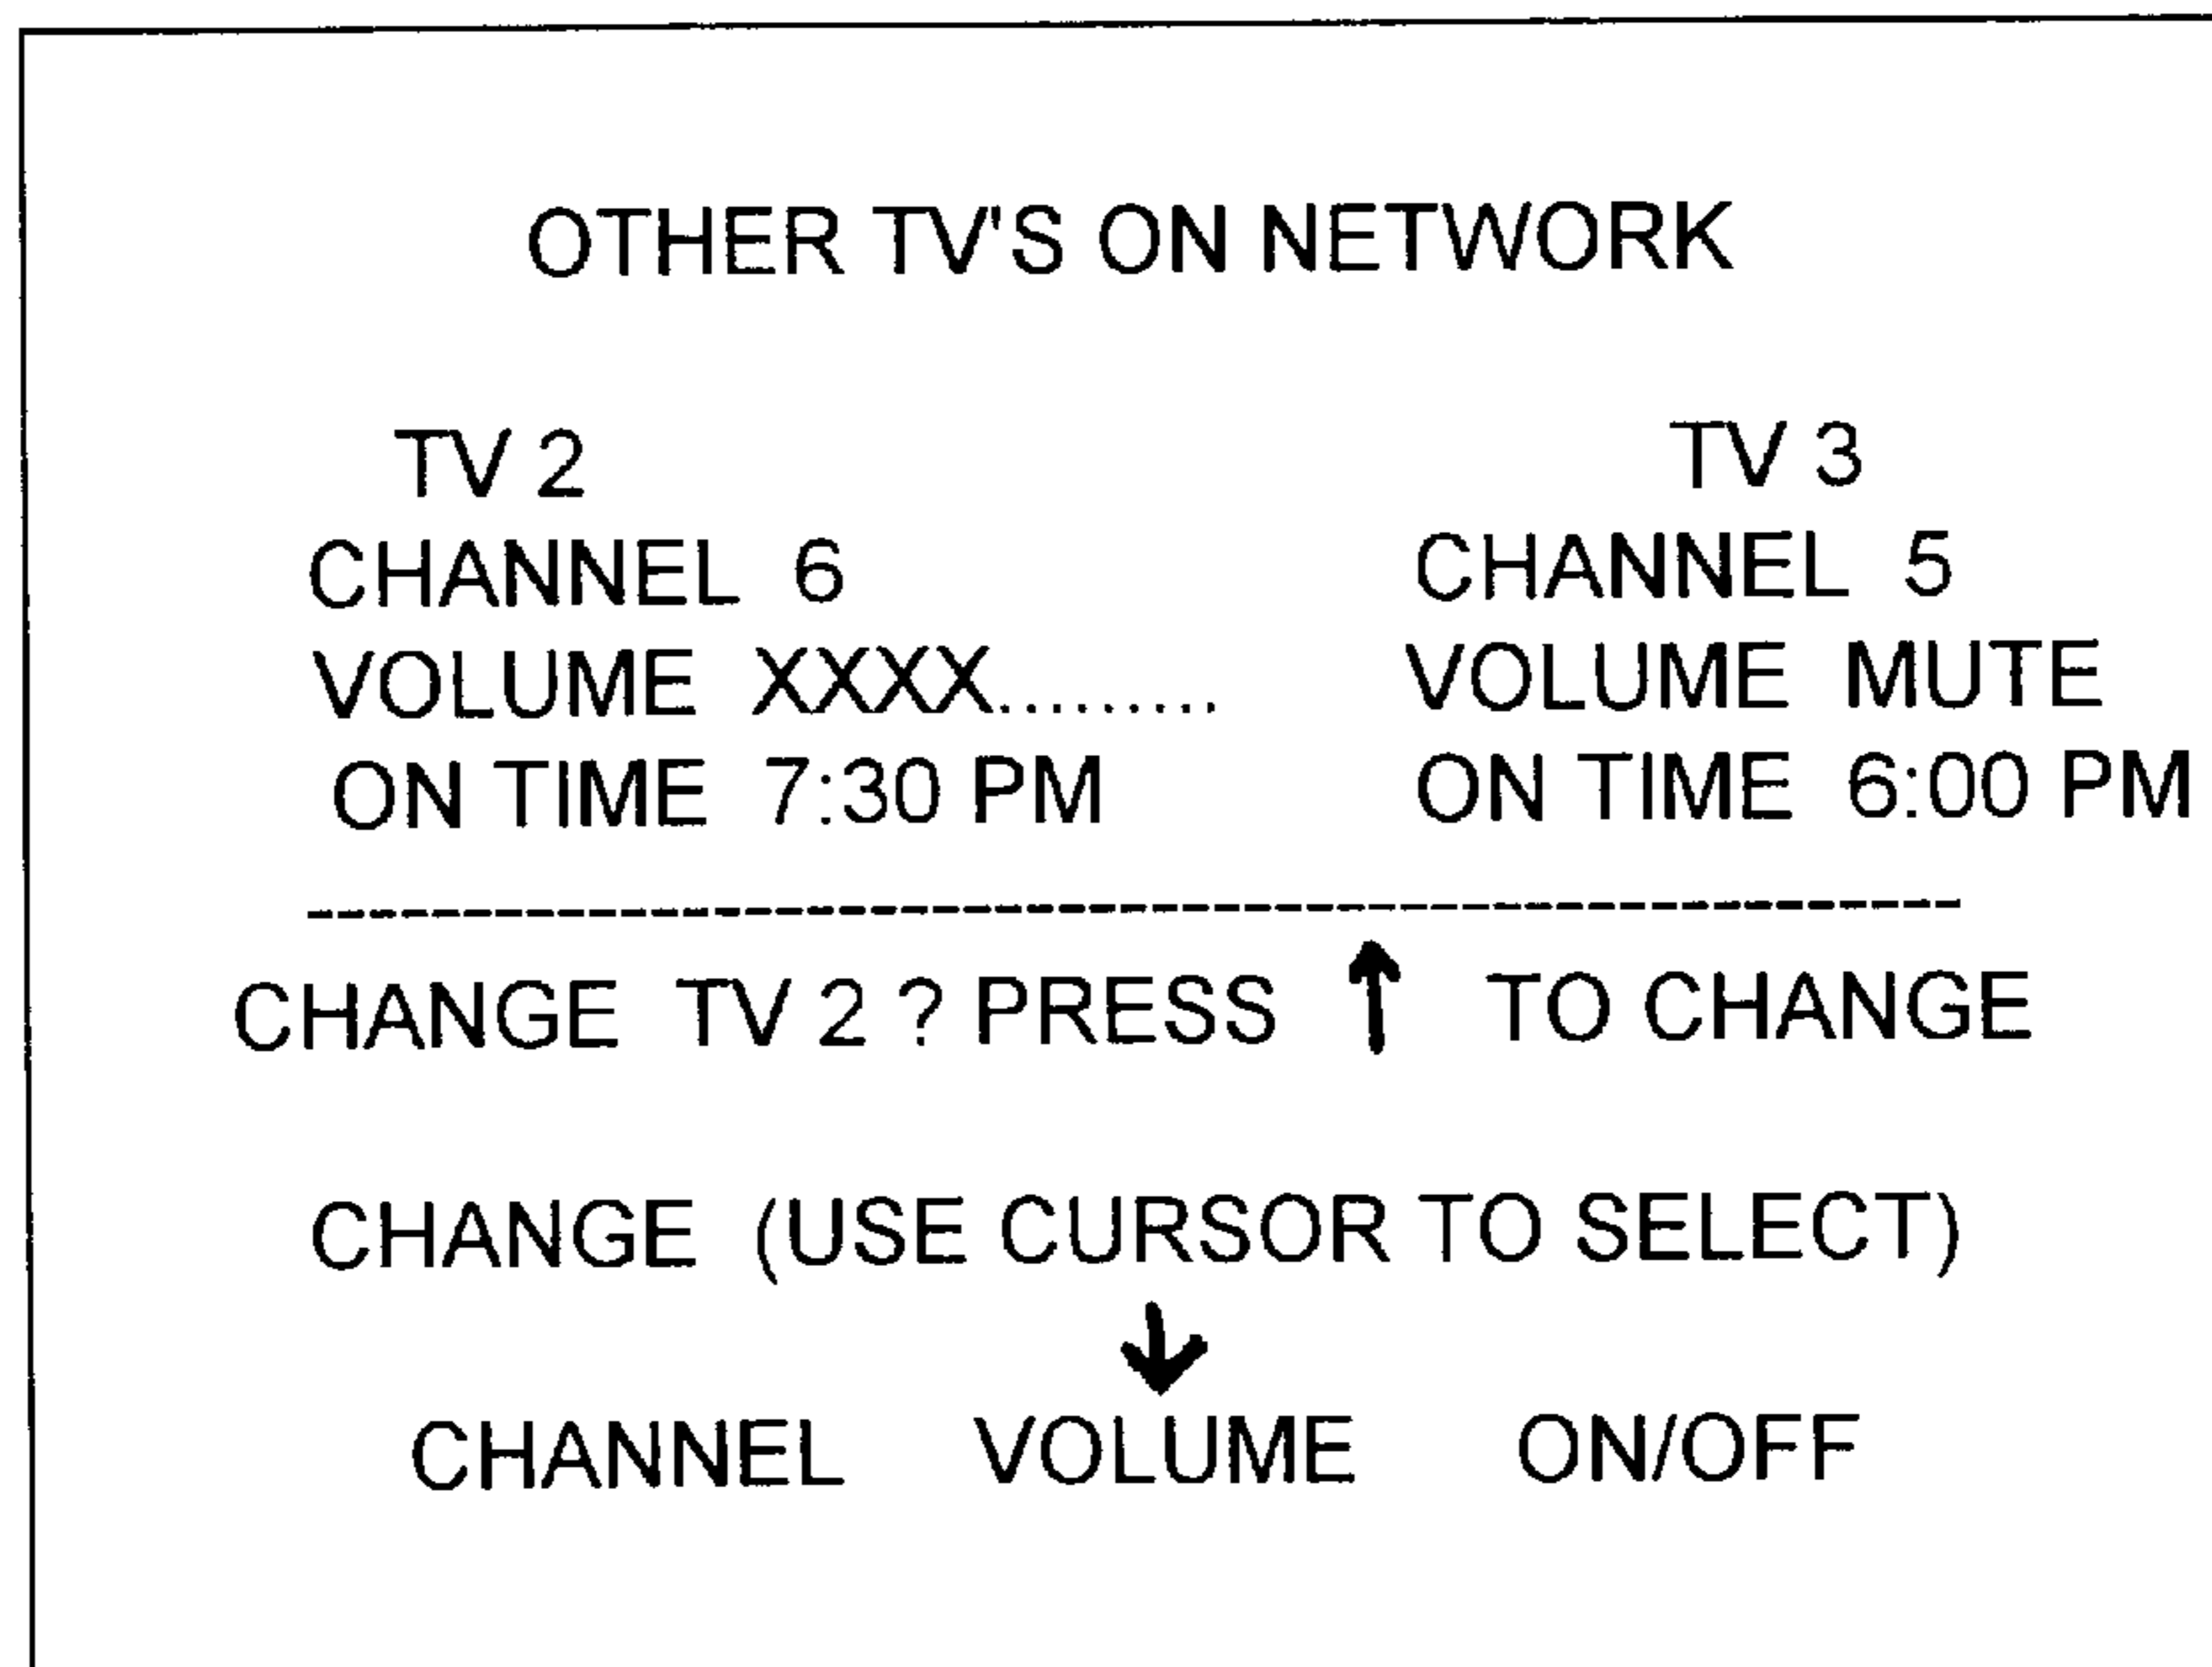 OTHER TV'S ON NETWORK
TV 2 TV 3
CHANNEL 6 CHANNEL 5
VOLUME XXXX......... VOLUME MUTE
ON TIME 7:30 PM ON TIME 6:00 PM
CHANGE TV 2 ? PRESS ↑ TO CHANGE
CHANGE (USE CURSOR TO SELECT)
↓
CHANNEL VOLUME ON/OFF